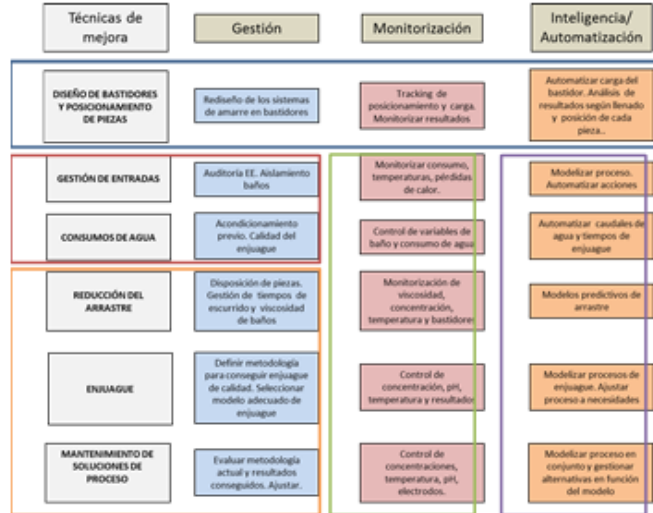 Técnicas de
mejora
Gestión
Monitorización
Inteligencia/
Automatización
DISEÑO DE BASTIDORES
Y POSICIONAMIENTO
DE PIEZAS
Rediseño de los sistemas
de amarre en bastidores
Tracking de
posicionamiento y carga.
Monitorizar resultados
Automatizar carga del
bastidor. Análisis de
resultados según llenado y
posición de cada
pieza..
GESTIÓN DE ENTRADAS
Auditoría EE. Aislamiento
baños
Monitorizar consumo,
temperaturas, pérdidas
de calor.
Modelizar proceso.
Automatizar acciones
CONSUMOS DE AGUA
Acondicionamiento
previo. Calidad del
enjuague
Control de variables de
baño y consumo de agua
Automatizar caudales de
agua y tiempos de
enjuague
REDUCCIÓN DEL
ARRASTRE
Disposición de piezas.
Gestión de tiempos de
escurrido y viscosidad
de baños
Monitorización de
viscosidad,
concentración,
temperatura y bastidores
Modelos predictivos de
arrastre
ENJUAGUE
Definir metodología
para conseguir enjuague
de calidad. Seleccionar
modelo adecuado de
enjuague
Control de
concentración, pH,
temperatura y resultados
Modelizar procesos de
enjuague. Ajustar
proceso a necesidades
MANTENIMIENTO DE
SOLUCIONES DE
PROCESO
Evaluar metodología
actual y resultados
conseguidos. Ajustar.
Control de
concentraciones,
temperatura, pH,
electrodos.
Modelizar proceso en
conjunto y gestionar
alternativas en función
del modelo